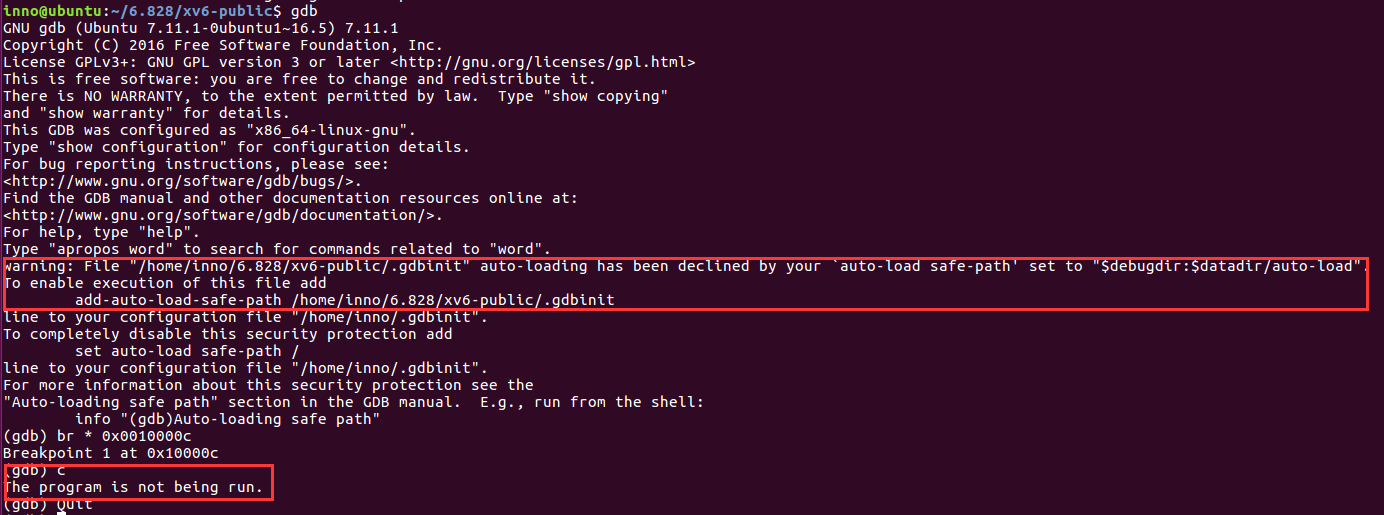 inno@ubuntu:~/6.828/xv6-public$ gdb
GNU gdb (Ubuntu 7.11.1-0ubuntu1~16.5) 7.11.1
Copyright (C) 2016 Free Software Foundation, Inc.
License GPLv3+: GNU GPL version 3 or later <http://gnu.org/licenses/gpl.html>
This is free software: you are free to change and redistribute it.
There is NO WARRANTY, to the extent permitted by law.  Type "show copying"
and "show warranty" for details.
This GDB was configured as "x86_64-linux-gnu".
Type "show configuration" for configuration details.
For bug reporting instructions, please see:
<http://www.gnu.org/software/gdb/bugs/>.
Find the GDB manual and other documentation resources online at:
<http://www.gnu.org/software/gdb/documentation/>.
For help, type "help".
Type "apropos word" to search for commands related to "word".
warning: File "/home/inno/6.828/xv6-public/.gdbinit" auto-loading has been declined by your `auto-load safe-path' set to "$debugdir:$datadir/auto-load".
To enable execution of this file add
        add-auto-load-safe-path /home/inno/6.828/xv6-public/.gdbinit
line to your configuration file "/home/inno/.gdbinit".
To completely disable this security protection add
        set auto-load safe-path /
line to your configuration file "/home/inno/.gdbinit".
For more information about this security protection see the
"Auto-loading safe path" section in the GDB manual.  E.g., run from the shell:
        info "(gdb)Auto-loading safe path"
(gdb) br * 0x0010000c
Breakpoint 1 at 0x10000c
(gdb) c
The program is not being run.
(gdb) Quit